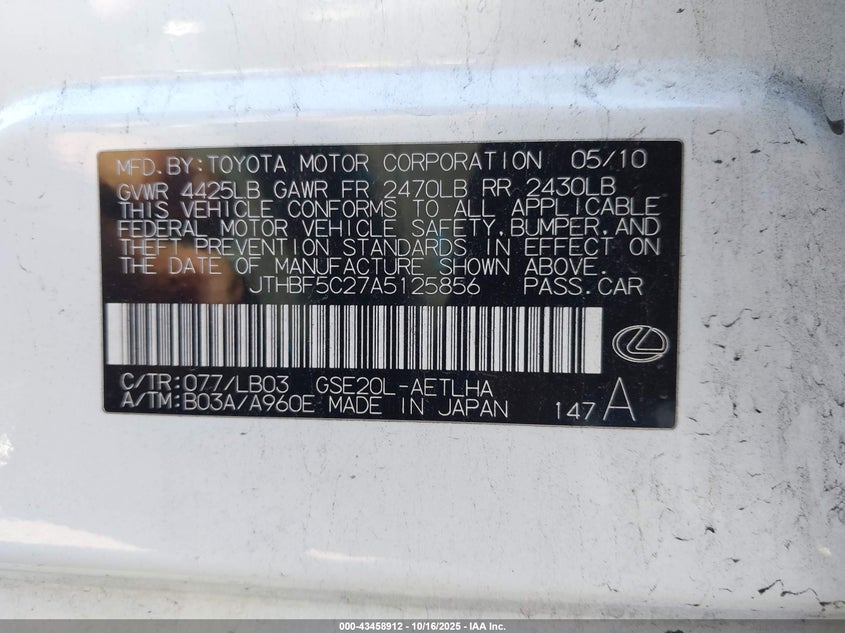 MFD.BY:TOYOTA MOTOR CORPORATION 05/10
GVWR 4425LB GAWR FR 2470LB RR 2430LB
THIS VEHICLE CONFORMS TO ALL APPLICABLE
FEDERAL MOTOR VEHICLE SAFETY,BUMPER,AND
THEFT PREVENTION STANDARDS IN EFFECT ON
THE DATE OF MANUFACTURE SHOWN ABOVE.
JTHBF5C27A5125856 PASS.CAR
C/TR:077/LB03 GSE20L-AETLHA
A/TM:B03A/A960E MADE IN JAPAN 147A
000-43458912 - 10/16/2025 - IAA Inc.